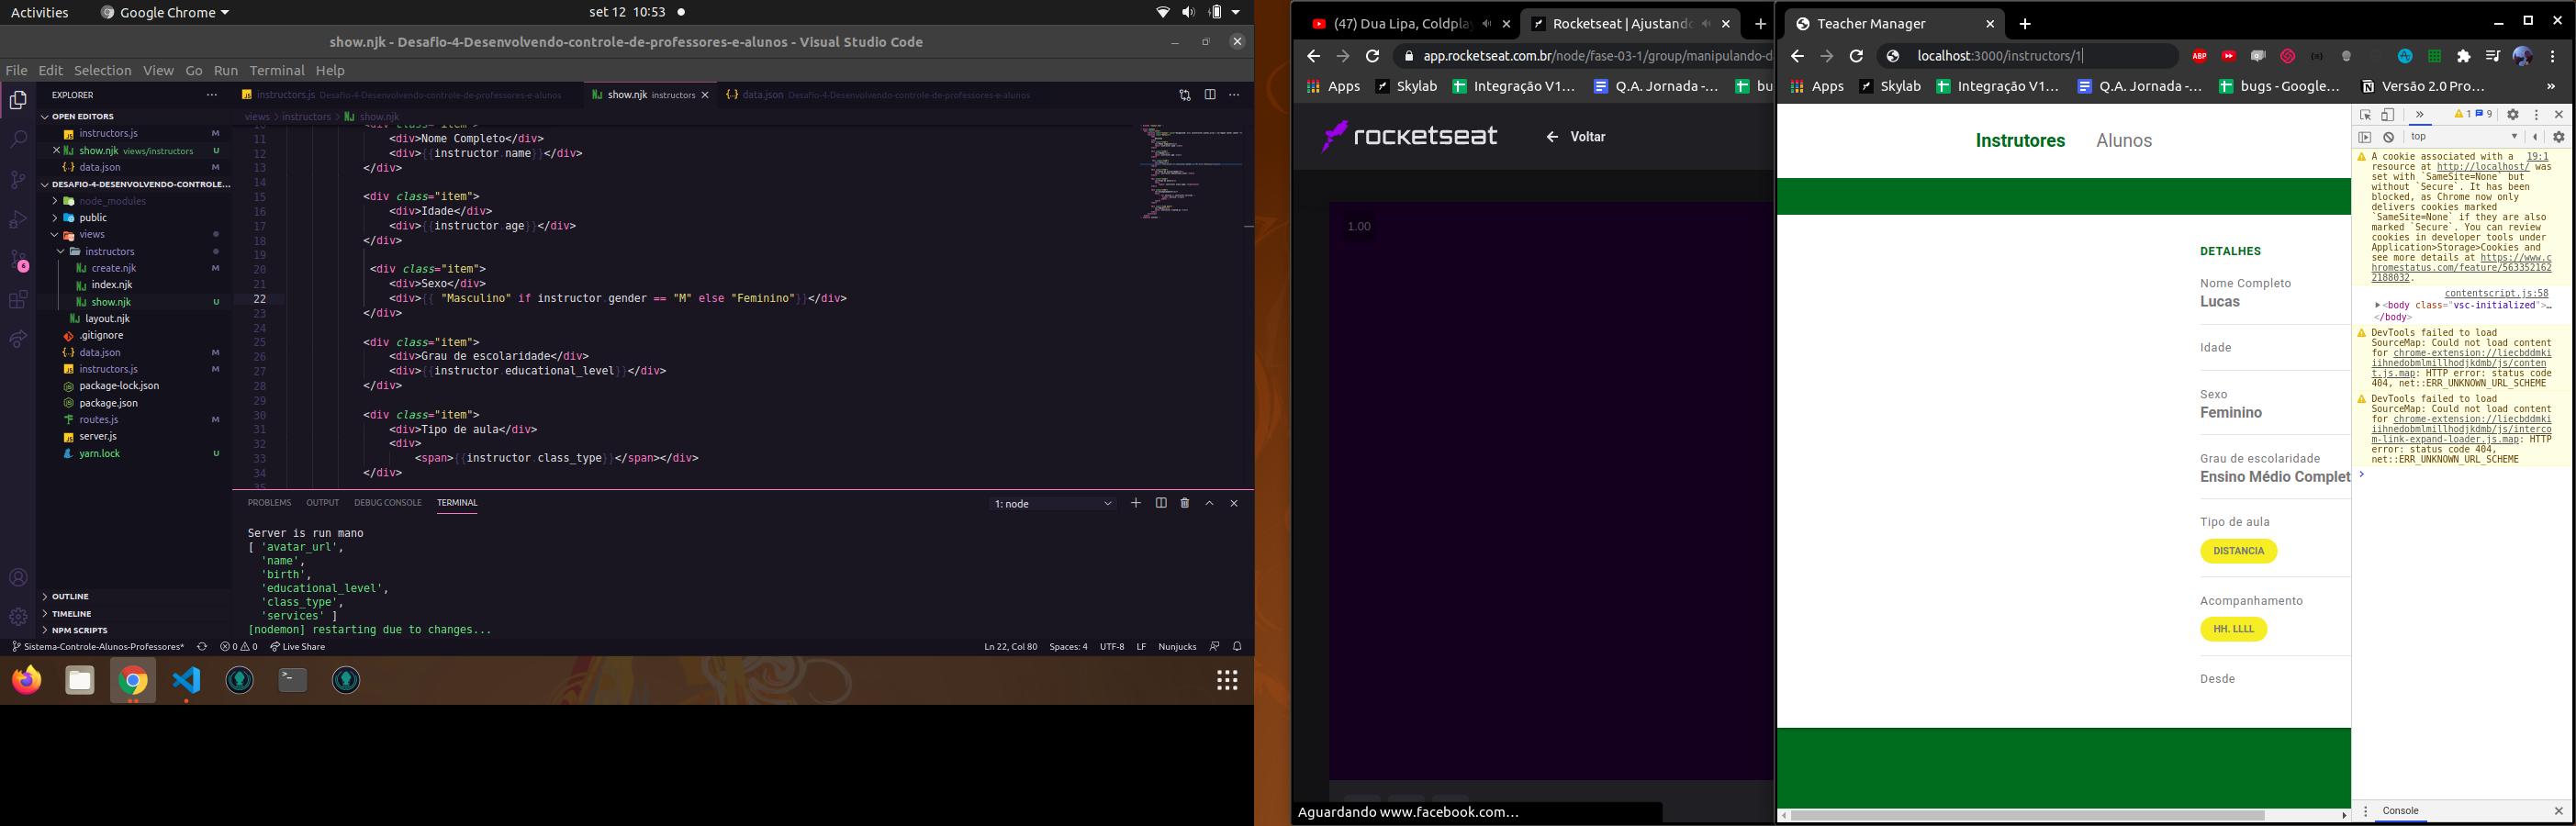 Activities
Google Chrome
set 12 10:53
show.njk - Desafio-4-Desenvolvendo-controle-de-professores-e-alunos - Visual Studio Code
File Edit Selection View Go Run Terminal Help
EXPLORER
OPEN EDITORS
instructors.js M
show.njk views/instructors U
data.json M
DESAFIO-4-DESENVOLVENDO-CONTROLE...
node_modules
public
views
instructors
create.njk M
index.njk
show.njk U
layout.njk
.gitignore
data.json M
instructors.js M
package-lock.json
package.json
routes.js M
server.js
yarn.lock U
OUTLINE
TIMELINE
NPM SCRIPTS
6
instructors.js Desafio-4-Desenvolvendo-controle-de-professores-e-alunos
show.njk instructors
data.json Desafio-4-Desenvolvendo-controle-de-professores-e-alunos
views > instructors > show.njk
10 <div class="item">
11 <div>Nome Completo</div>
12 <div>{{instructor.name}}</div>
13 </div>
14
15 <div class="item">
16 <div>Idade</div>
17 <div>{{instructor.age}}</div>
18 </div>
19
20 <div class="item">
21 <div>Sexo</div>
22 <div>{{ "Masculino" if instructor.gender == "M" else "Feminino"}}</div>
23 </div>
24
25 <div class="item">
26 <div>Grau de escolaridade</div>
27 <div>{{instructor.educational_level}}</div>
28 </div>
29
30 <div class="item">
31 <div>Tipo de aula</div>
32 <div>
33 <span>{{instructor.class_type}}</span></div>
34 </div>
35
PROBLEMS OUTPUT DEBUG CONSOLE TERMINAL
1: node
Server is run mano
[ 'avatar_url',
'name',
'birth',
'educational_level',
'class_type',
'services' ]
[nodemon] restarting due to changes...
Sistema-Controle-Alunos-Professores* 0 0 Live Share
Ln 22, Col 80 Spaces: 4 UTF-8 LF Nunjucks
(47) Dua Lipa, Coldplay
Rocketseat | Ajustando
app.rocketseat.com.br/node/fase-03-1/group/manipulando-d
Apps Skylab Integração V1... Q.A. Jornada -... bu
rocketseat
Voltar
1.00
Aguardando www.facebook.com...
Teacher Manager
localhost:3000/instructors/1
ABP
Apps Skylab Integração V1... Q.A. Jornada -... bugs - Google... Versão 2.0 Pro... »
Instrutores Alunos
DETALHES
Nome Completo
Lucas
Idade
Sexo
Feminino
Grau de escolaridade
Ensino Médio Complet
Tipo de aula
DISTANCIA
Acompanhamento
HH. LLLL
Desde
» 1 9
top
A cookie associated with a 19:1
resource at http://localhost/ was
set with `SameSite=None` but
without `Secure`. It has been
blocked, as Chrome now only
delivers cookies marked
`SameSite=None` if they are also
marked `Secure`. You can review
cookies in developer tools under
Application>Storage>Cookies and
see more details at https://www.c
hromestatus.com/feature/563352162
2188032.
contentscript.js:58
<body class="vsc-initialized">…
</body>
DevTools failed to load
SourceMap: Could not load content
for chrome-extension://liecbddmki
iihnedobmlmillhodjkdmb/js/conten
t.js.map: HTTP error: status code
404, net::ERR_UNKNOWN_URL_SCHEME
DevTools failed to load
SourceMap: Could not load content
for chrome-extension://liecbddmki
iihnedobmlmillhodjkdmb/js/interco
m-link-expand-loader.js.map: HTTP
error: status code 404,
net::ERR_UNKNOWN_URL_SCHEME
Console